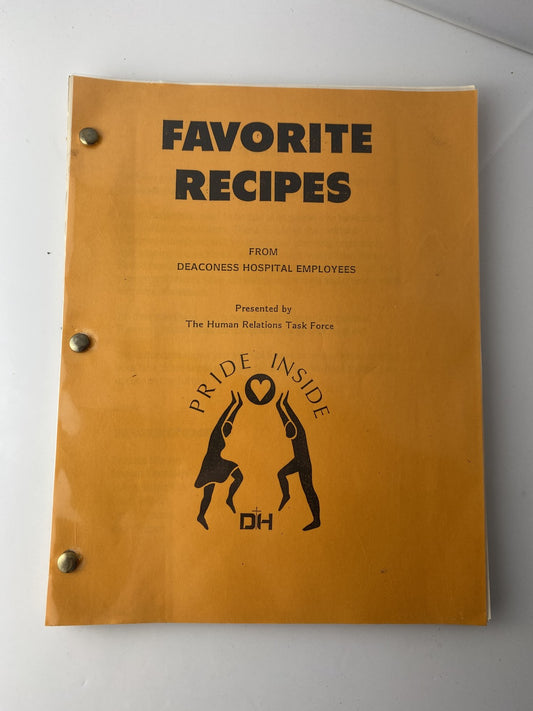 FAVORITE
RECIPES
FROM
DEACONESS HOSPITAL EMPLOYEES
Presented by
The Human Relations Task Force
PRIDE INSIDE
DH